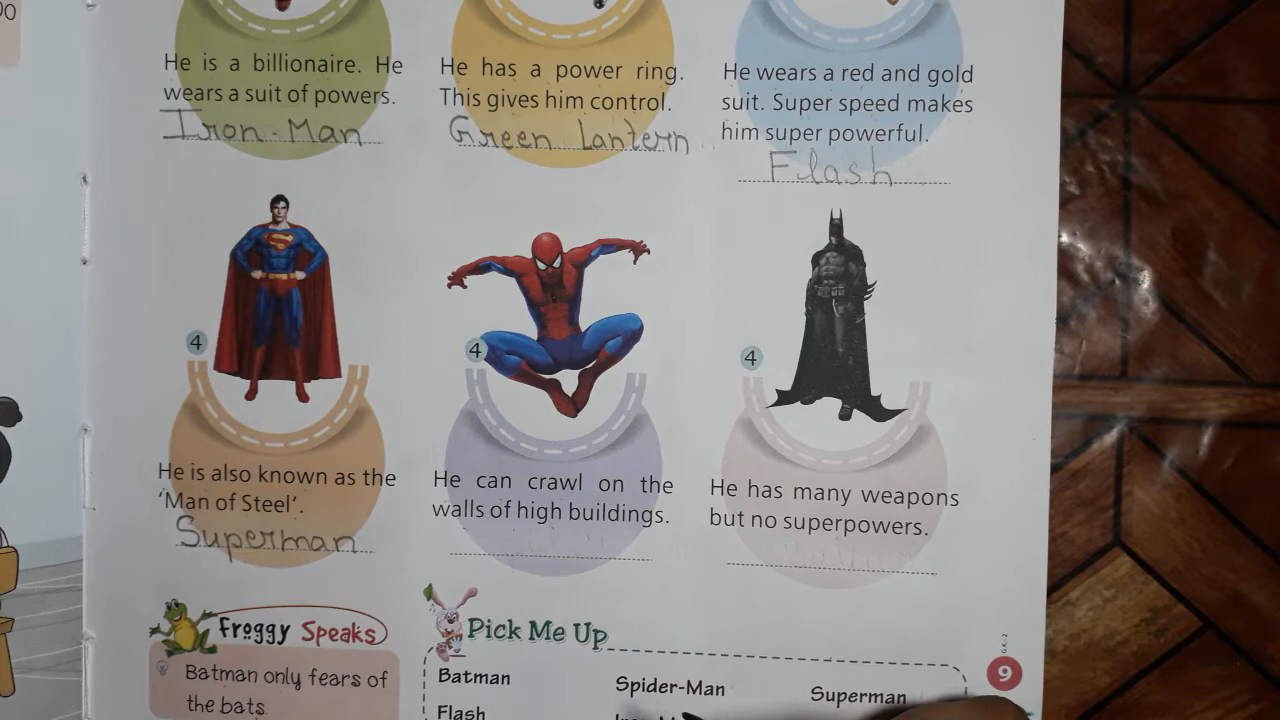 He is a billionaire. He
wears a suit of powers.
Iron-Man
He has a power ring.
This gives him control.
Green Lantern
He wears a red and gold
suit. Super speed makes
him super powerful.
Flash
4
He is also known as the
'Man of Steel'.
Superman
4
He can crawl on the
walls of high buildings.
4
He has many weapons
but no superpowers.
Froggy Speaks
Batman only fears of
the bats
Pick Me Up
Batman
Spider-Man
Superman
Flash
G.K.-2
9